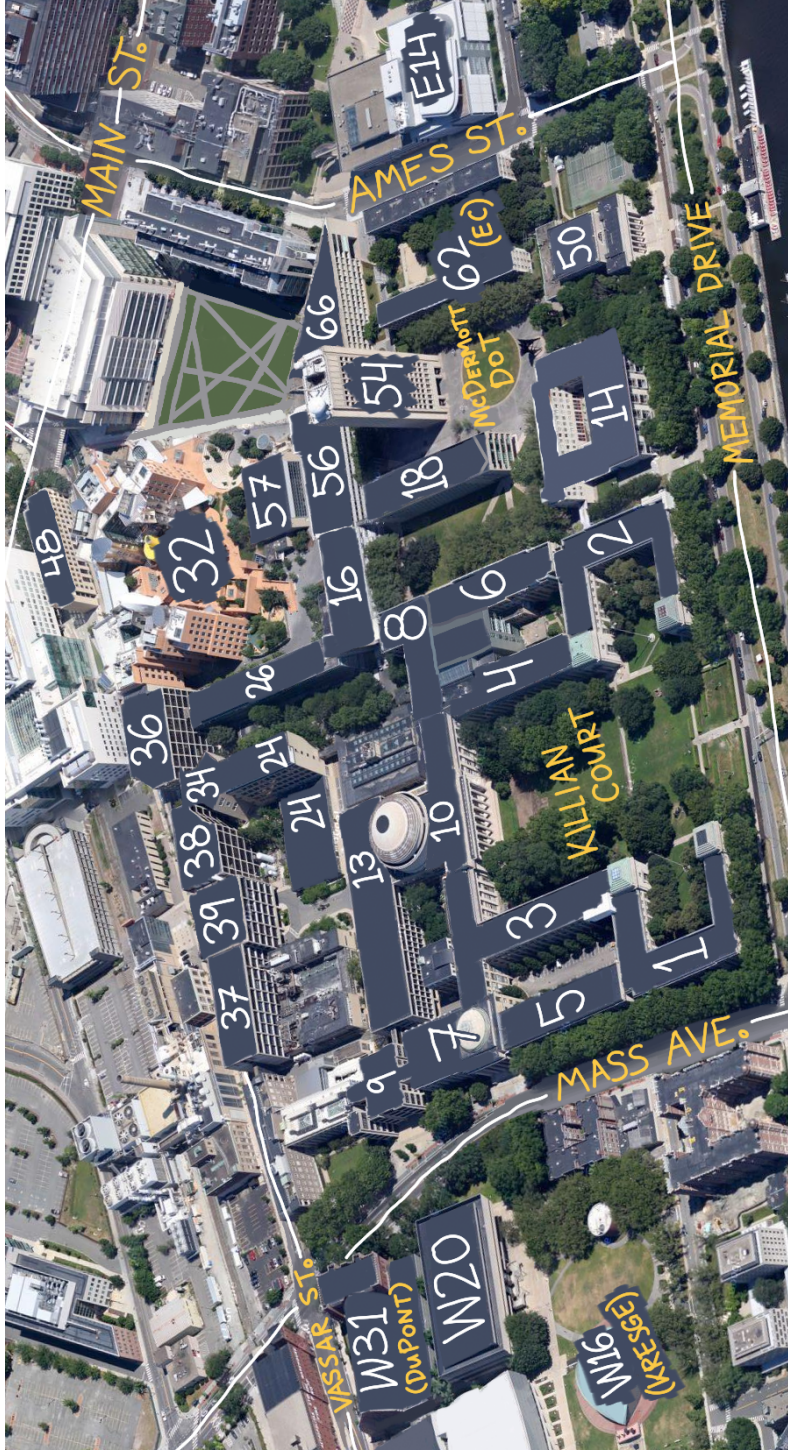 48
MAIN ST.
36
32
34
38
39
37
26
24
24
57
66
56
54
16
E14
AMES ST.
VASSAR ST.
W31
(DUPONT)
9
13
8
18
62
(EC)
MCDERMOTT
DOT
W20
7
10
4
6
50
14
2
5
3
1
KILLIAN
COURT
MASS AVE.
W16
(KRESGE)
MEMORIAL DRIVE